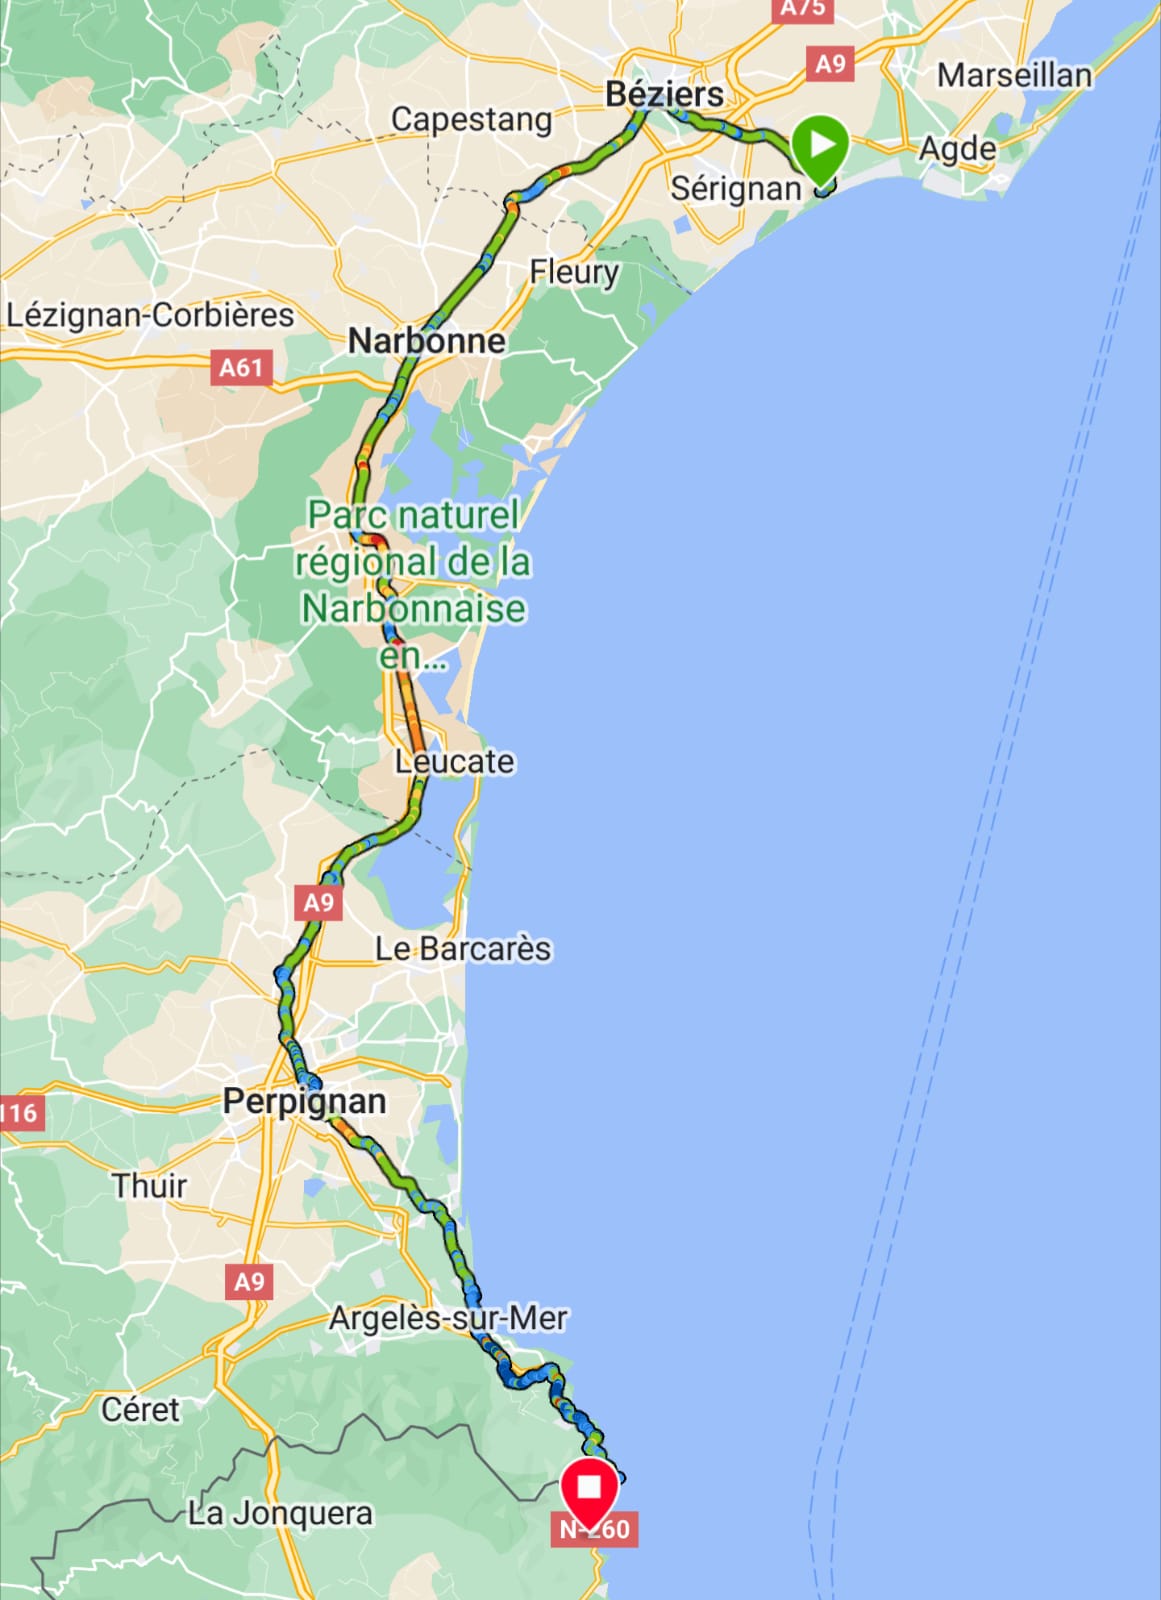 A75
A9
Marseillan
Béziers
Capestang
Agde
Sérignan
Fleury
Lézignan-Corbières
Narbonne
A61
Parc naturel
régional de la
Narbonnaise
en...
Leucate
A9
Le Barcarès
Perpignan
116
Thuir
A9
Argelès-sur-Mer
Céret
La Jonquera
N-260